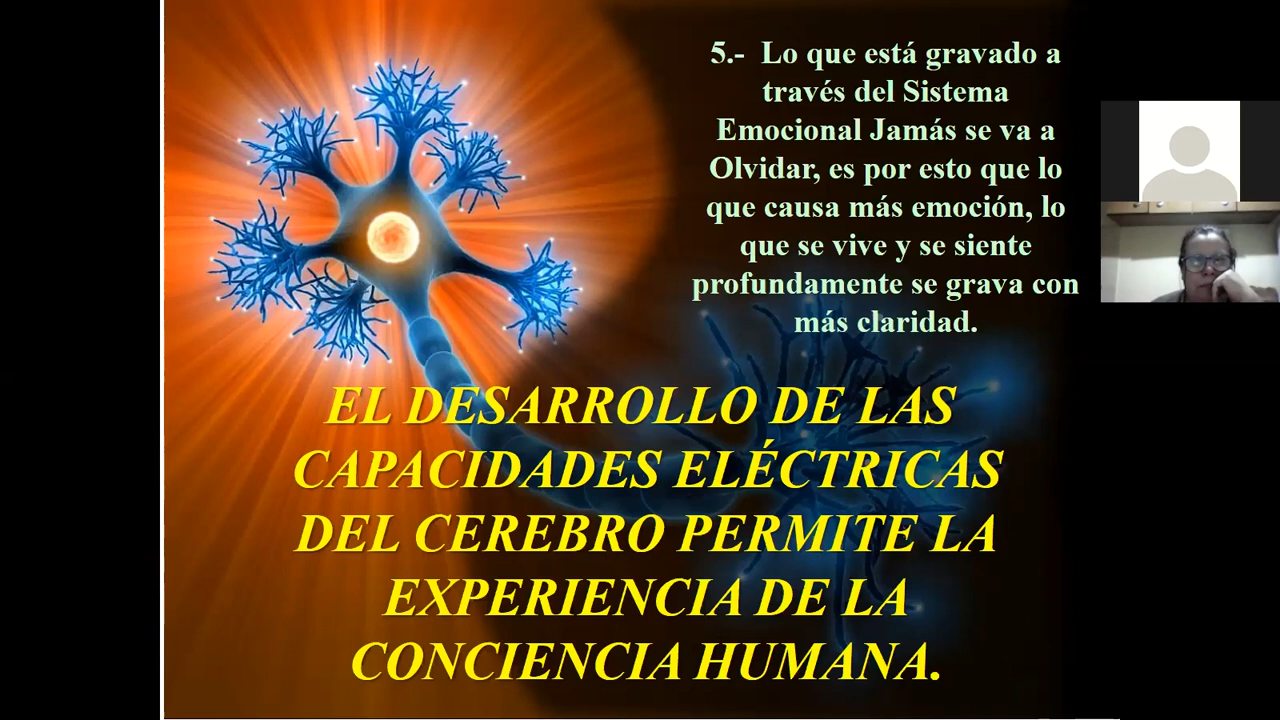 5.- Lo que está gravado a
través del Sistema
Emocional Jamás se va a
Olvidar, es por esto que lo
que causa más emoción, lo
que se vive y se siente
profundamente se grava con
más claridad.
EL DESARROLLO DE LAS
CAPACIDADES ELÉCTRICAS
DEL CEREBRO PERMITE LA
EXPERIENCIA DE LA
CONCIENCIA HUMANA.